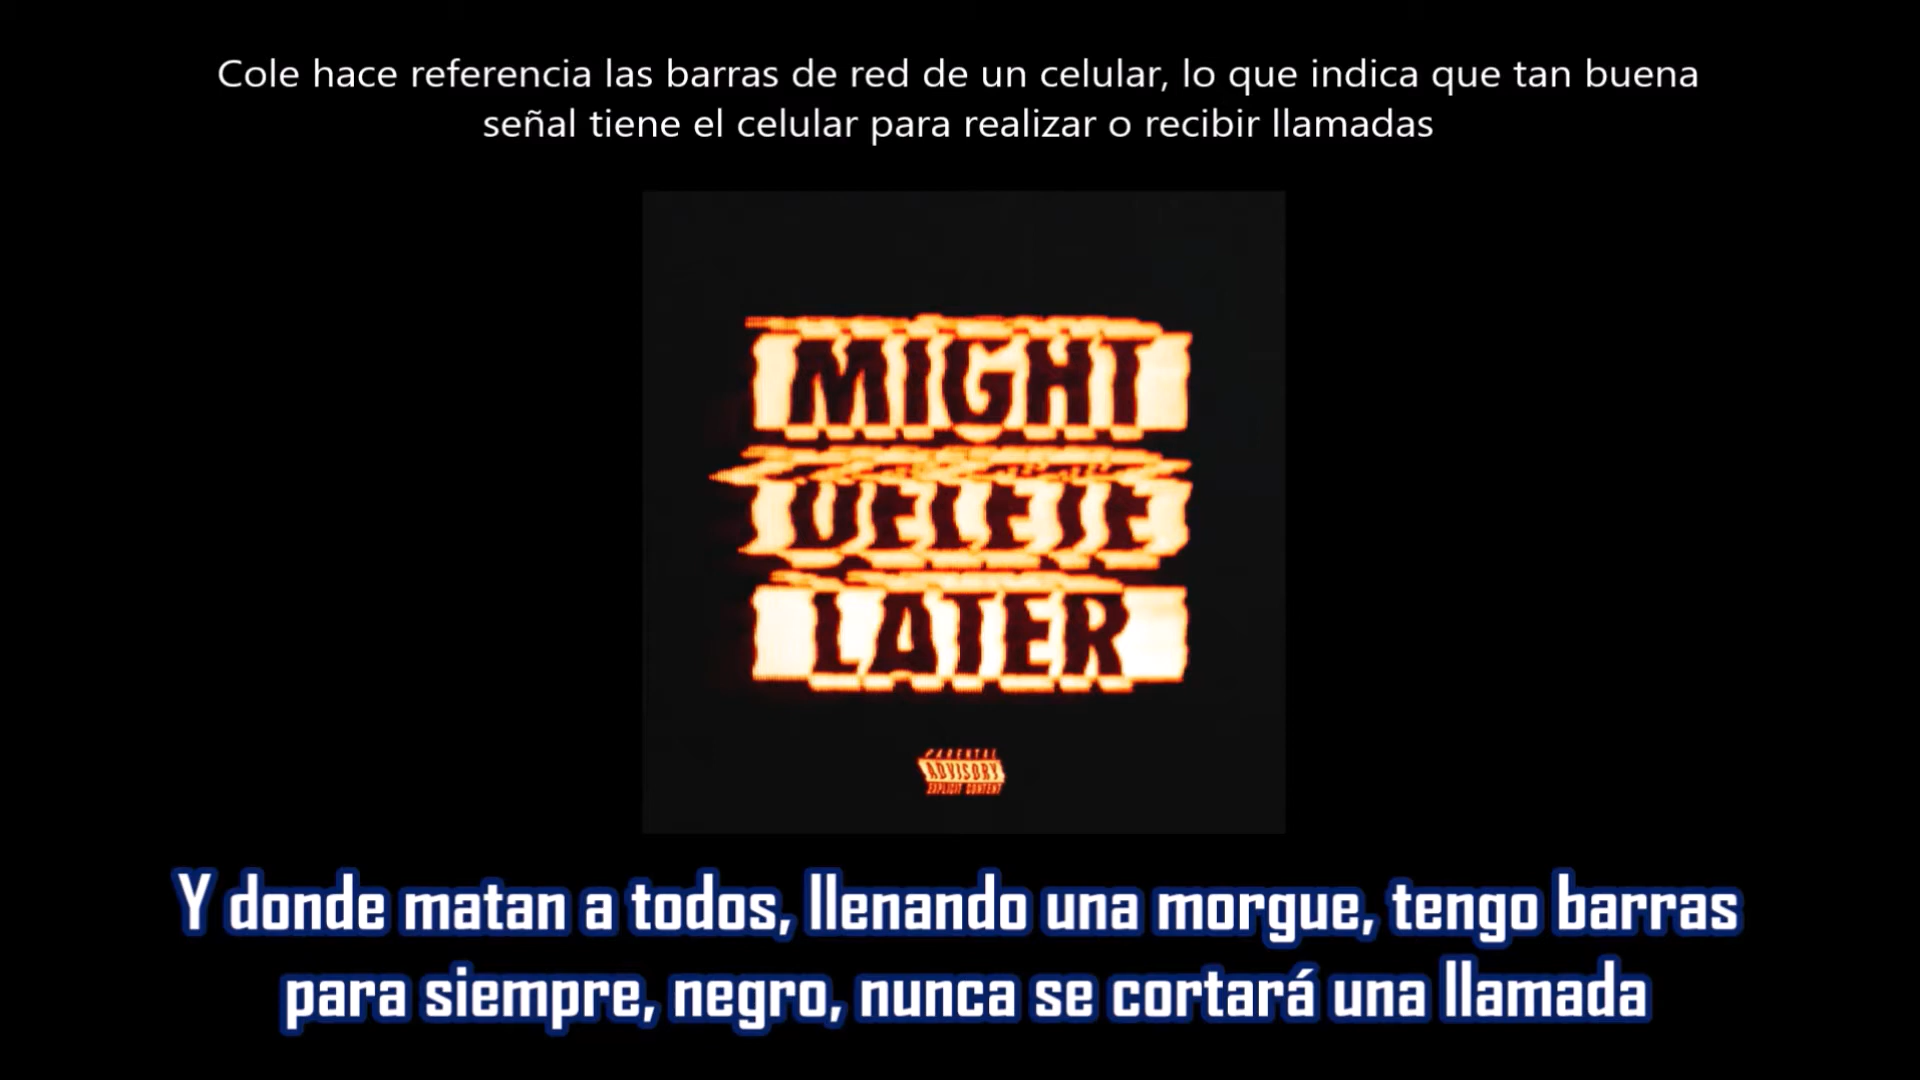 Cole hace referencia las barras de red de un celular, lo que indica que tan buena
señal tiene el celular para realizar o recibir llamadas
MIGHT
DELETE
LATER
PARENTAL
ADVISORY
EXPLICIT CONTENT
Y donde matan a todos, llenando una morgue, tengo barras
para siempre, negro, nunca se cortará una llamada